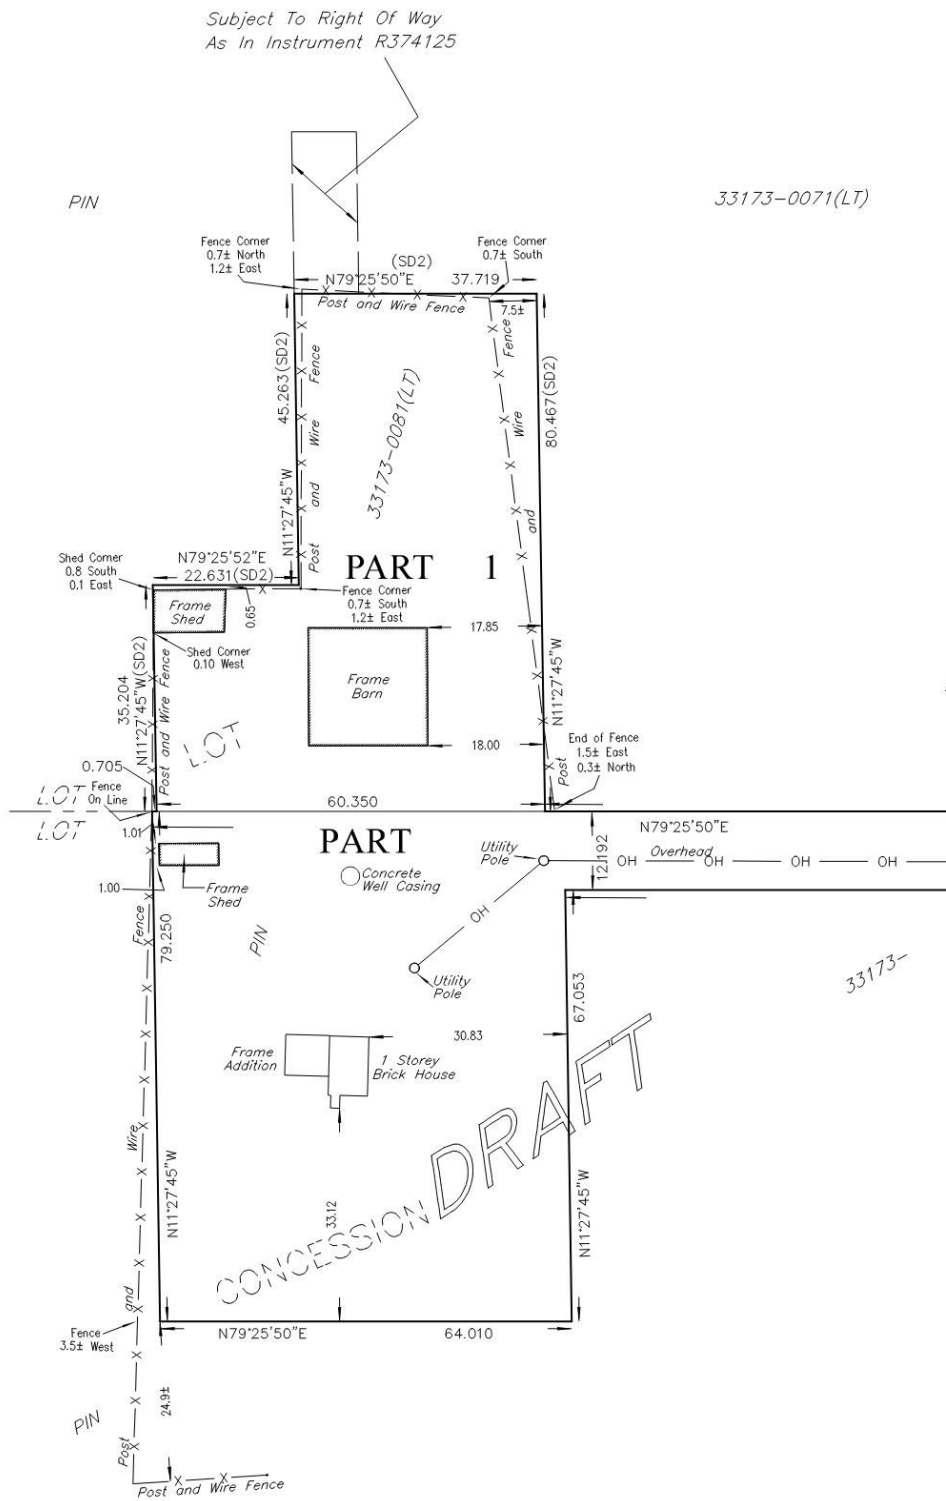 Subject To Right Of Way
As In Instrument R374125
PIN
33173-0071(LT)
Fence Corner
0.7± North
1.2± East
(SD2)
N79°25'50"E 37.719
Fence Corner
0.7± South
Post and Wire Fence
7.5±
45.263(SD2)
N11°27'45"W
Post and Wire Fence
33173-0081(LT)
Post and Wire Fence
80.467(SD2)
N11°27'45"W
Shed Corner
0.8 South
0.1 East
N79°25'52"E
22.631(SD2)
PART 1
Frame
Shed
0.65
Fence Corner
0.7± South
1.2± East
17.85
Shed Corner
0.10 West
Frame
Barn
35.204
N11°27'45"W(SD2)
Post and Wire Fence
LOT
18.00
End of Fence
1.5± East
0.3± North
0.705
Fence
On Line
LOT
60.350
LOT
1.01
PART
N79°25'50"E
12.192
Utility
Pole
OH Overhead OH OH OH
Concrete
Well Casing
1.00
Frame
Shed
OH
79.250
PIN
Utility
Pole
33173-
67.053
30.83
Frame
Addition
1 Storey
Brick House
DRAFT
CONCESSION
33.12
N11°27'45"W
N11°27'45"W
Post and Wire Fence
Fence
3.5± West
N79°25'50"E 64.010
24.9±
PIN
Post and Wire Fence